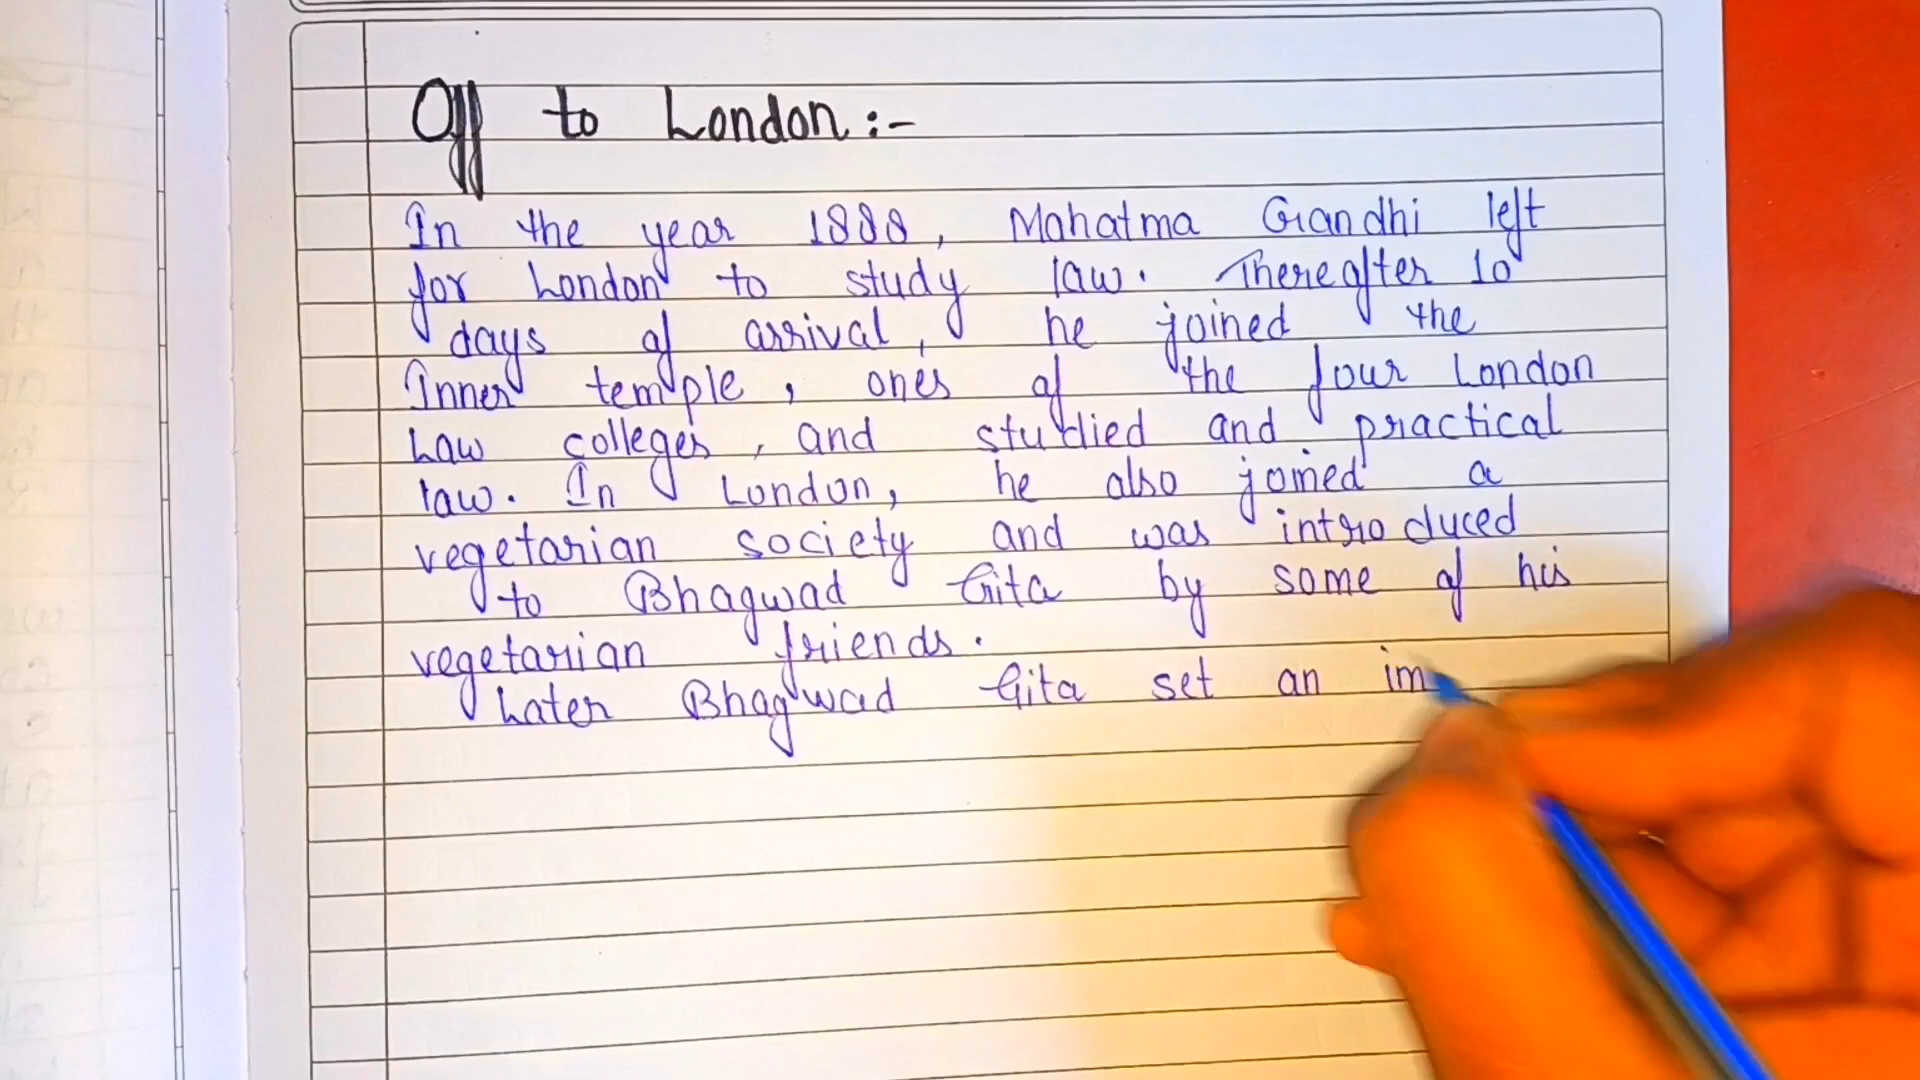 Off to London:-
In the year 1888, Mahatma Gandhi left
for London to study law. Thereafter 10
days of arrival, he joined the
Inner temple, ones of the four London
Law colleges, and studied and practical
law. In London, he also joined a
vegetarian society and was introduced
to Bhagwad Gita by some of his
vegetarian friends.
Later Bhagwad Gita set an im